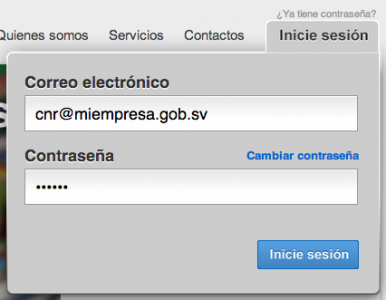 ¿Ya tiene contraseña?
Quienes somos Servicios Contactos Inicie sesión
Correo electrónico
cnr@miempresa.gob.sv
Contraseña Cambiar contraseña
••••••
Inicie sesión